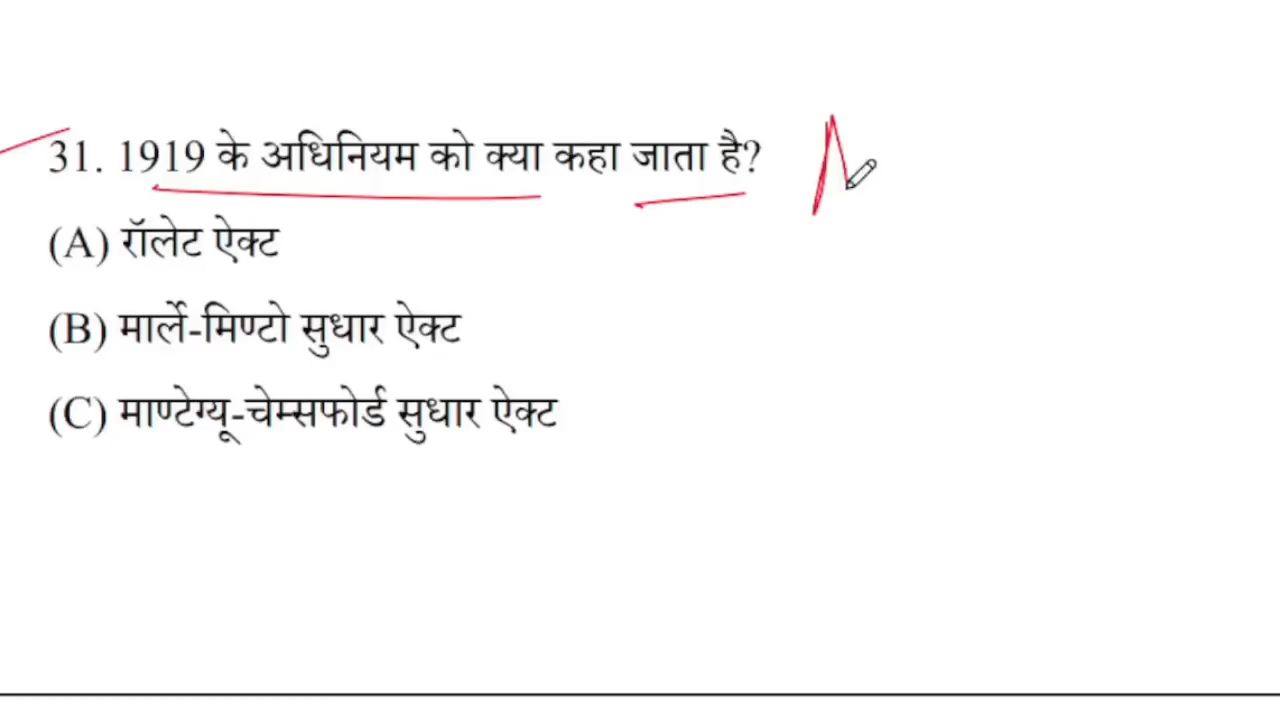 31. 1919 के अधिनियम को क्या कहा जाता है?
(A) रॉलेट ऐक्ट
(B) मार्ले-मिण्टो सुधार ऐक्ट
(C) माण्टेग्यू-चेम्सफोर्ड सुधार ऐक्ट